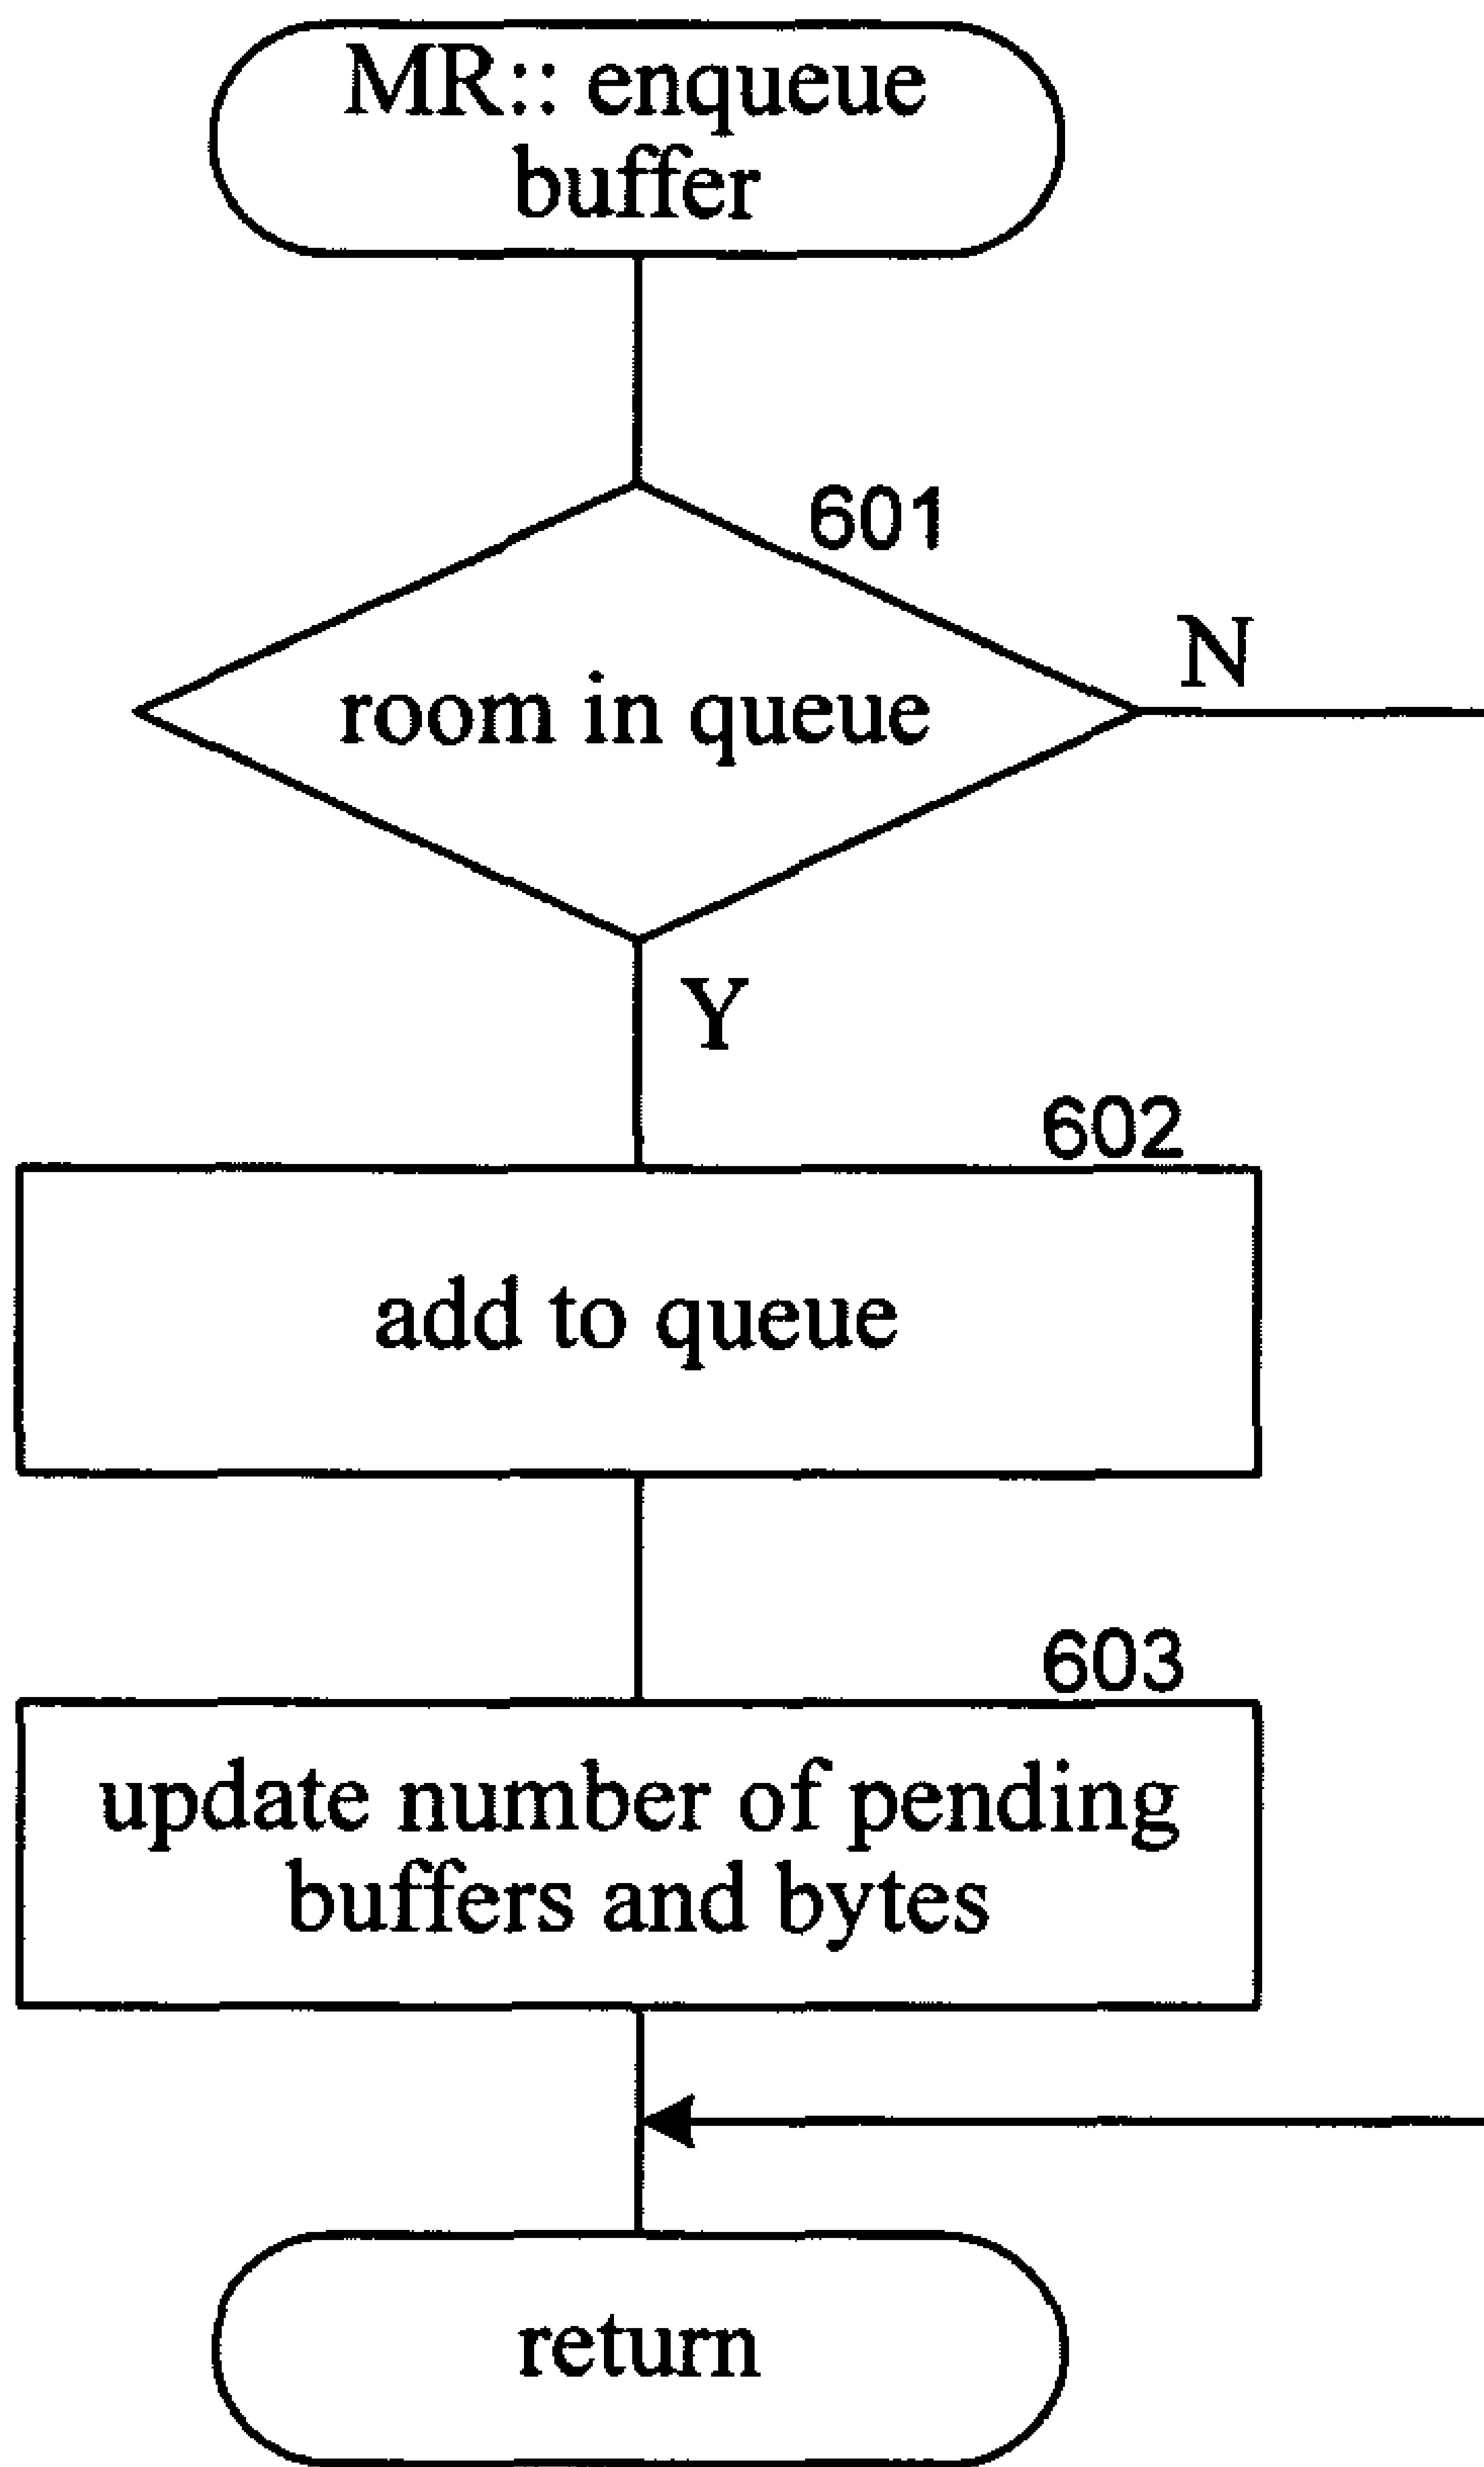 MR:: enqueue
buffer
601
room in queue
N
Y
602
add to queue
603
update number of pending
buffers and bytes
return